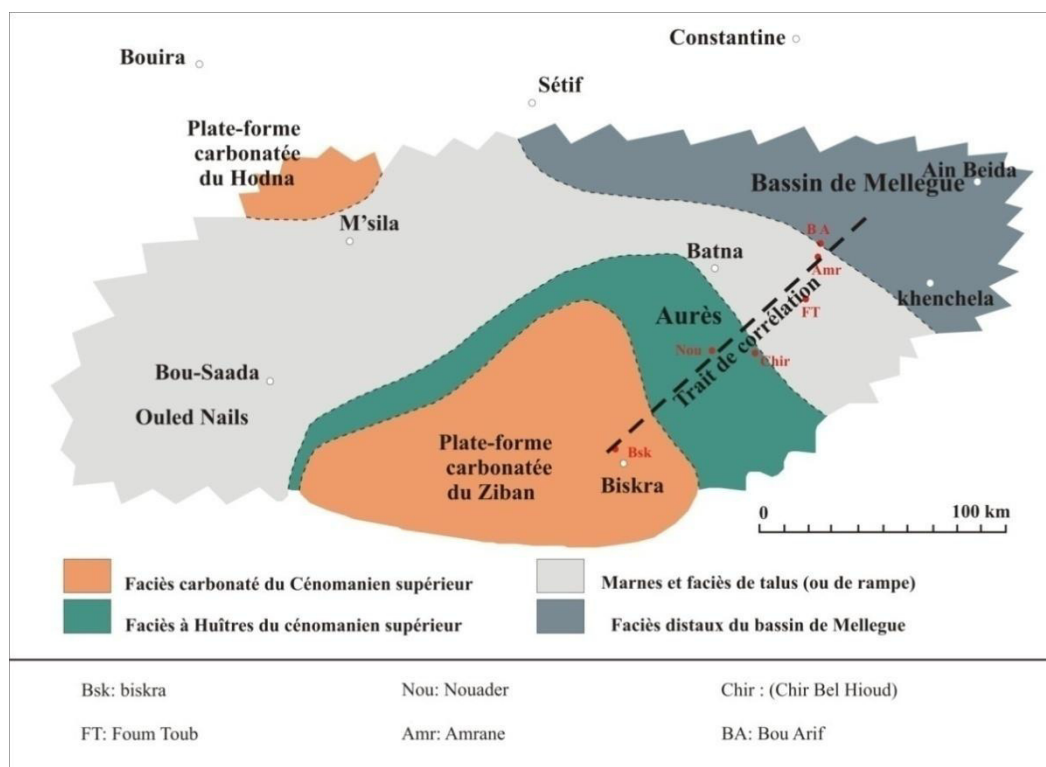 Constantine
Bouira
Sétif
Plate-forme
carbonatée
du Hodna
Ain Beida
Bassin de Mellegue
M'sila
B A
Batna
Amr
khenchela
FT
Aurès
Trait de corrélation
Nou
Chir
Bou-Saada
Ouled Nails
Plate-forme
carbonatée
du Ziban
Bsk
Biskra
0 100 km
Faciès carbonaté du Cénomanien supérieur
Marnes et faciès de talus (ou de rampe)
Faciès à Huîtres du cénomanien supérieur
Faciès distaux du bassin de Mellegue
Bsk: biskra
Nou: Nouader
Chir : (Chir Bel Hioud)
FT: Foum Toub
Amr: Amrane
BA: Bou Arif